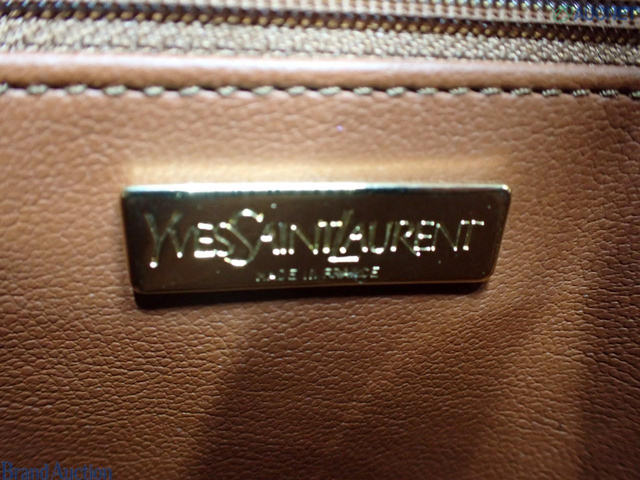 YVESSAINTLAURENT
MADE IN FRANCE
Brand Auction